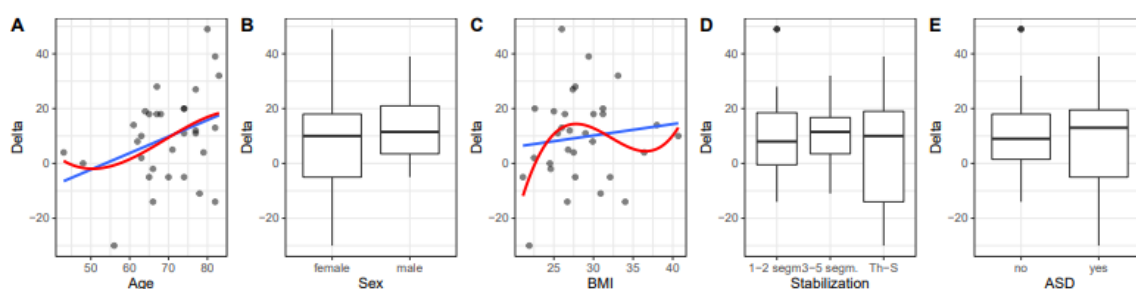 A B C D E
Delta Delta Delta Delta Delta
40 40 40 40 40
20 20 20 20 20
0 0 0 0 0
−20 −20 −20 −20 −20
50 60 70 80 female male 25 30 35 40 1−2 segm. 3−5 segm. Th−S no yes
Age Sex BMI Stabilization ASD